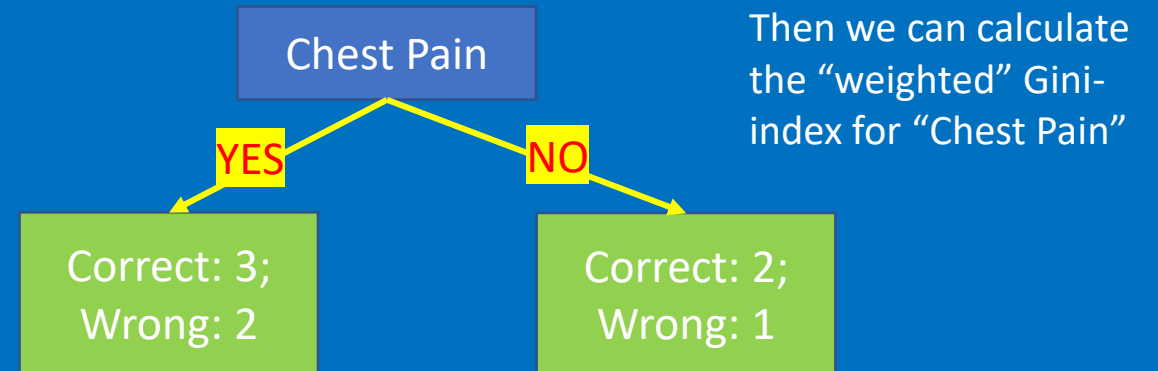 Chest Pain
Then we can calculate
the “weighted” Gini-
index for “Chest Pain”
YES
NO
Correct: 3;
Wrong: 2
Correct: 2;
Wrong: 1